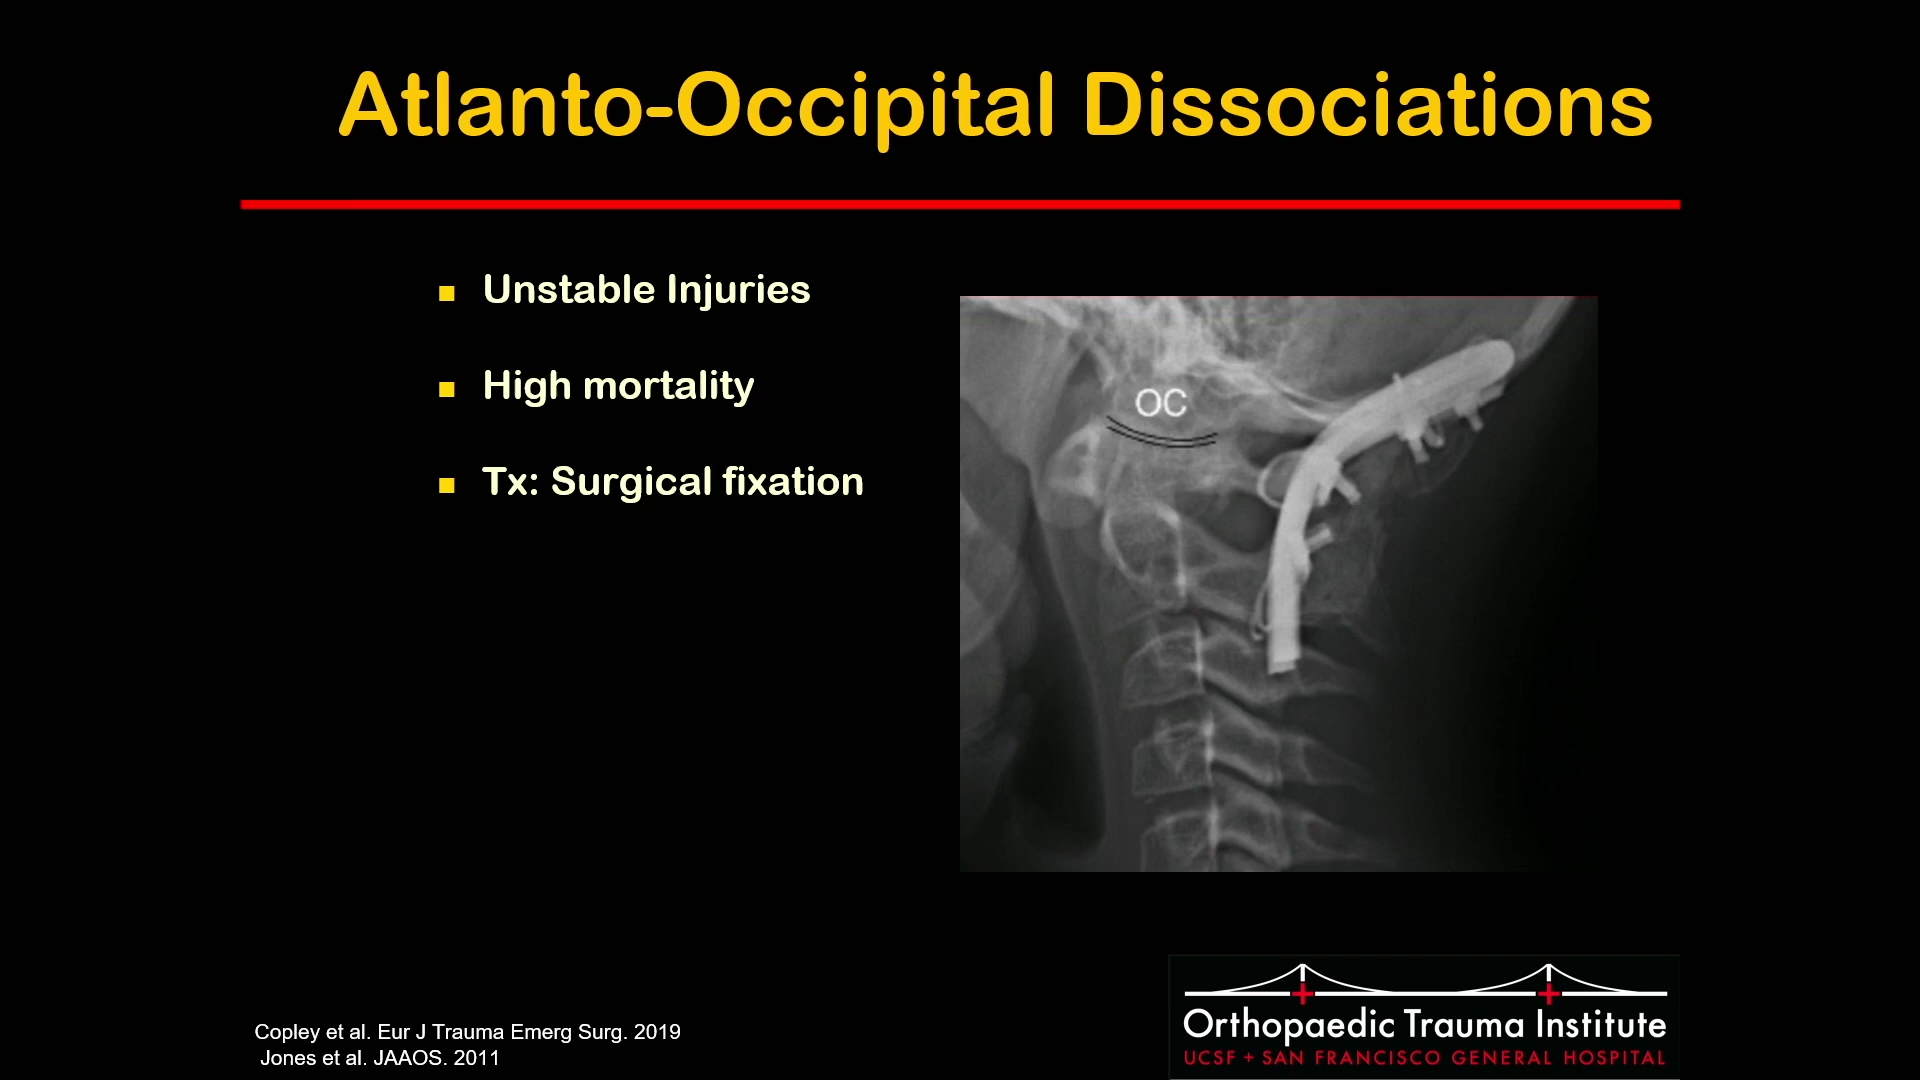 Atlanto-Occipital Dissociations
Unstable Injuries
High mortality
Tx: Surgical fixation
OC
Copley et al. Eur J Trauma Emerg Surg. 2019
Jones et al. JAAOS. 2011
Orthopaedic Trauma Institute
UCSF + SAN FRANCISCO GENERAL HOSPITAL